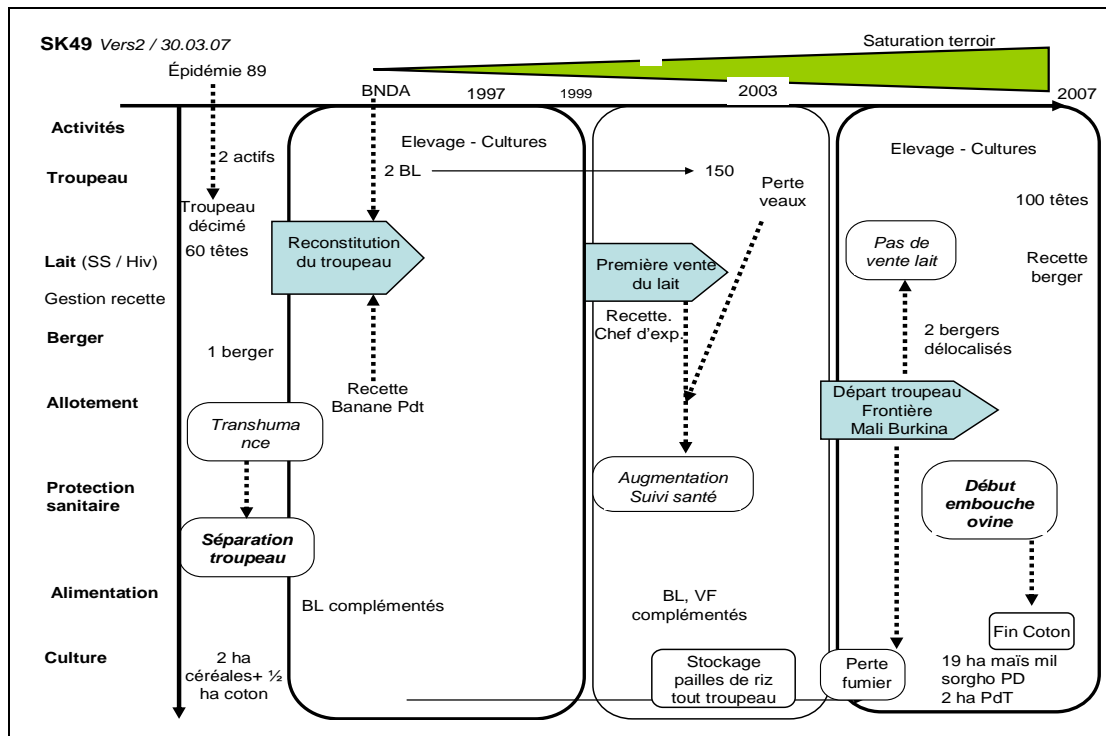 SK49 Vers2 / 30.03.07
Saturation terroir
Épidémie 89
BNDA
1997
1999
2003
2007
Activités
Elevage - Cultures
Elevage - Cultures
2 actifs
Troupeau
2 BL
150
Perte
veaux
100 têtes
Troupeau
décimé
60 têtes
Reconstitution
du troupeau
Première vente
du lait
Pas de
vente lait
Lait (SS / Hiv)
Recette
berger
Gestion recette
Recette.
Chef d'exp.
Berger
2 bergers
délocalisés
1 berger
Recette
Banane Pdt
Allotement
Départ troupeau
Frontière
Mali Burkina
Transhuma
nce
Augmentation
Suivi santé
Protection
sanitaire
Début
embouche
ovine
Séparation
troupeau
Alimentation
BL complémentés
BL, VF
complémentés
Fin Coton
Culture
2 ha
céréales+ ½
ha coton
Stockage
pailles de riz
tout troupeau
Perte
fumier
19 ha maïs mil
sorgho PD
2 ha PdT